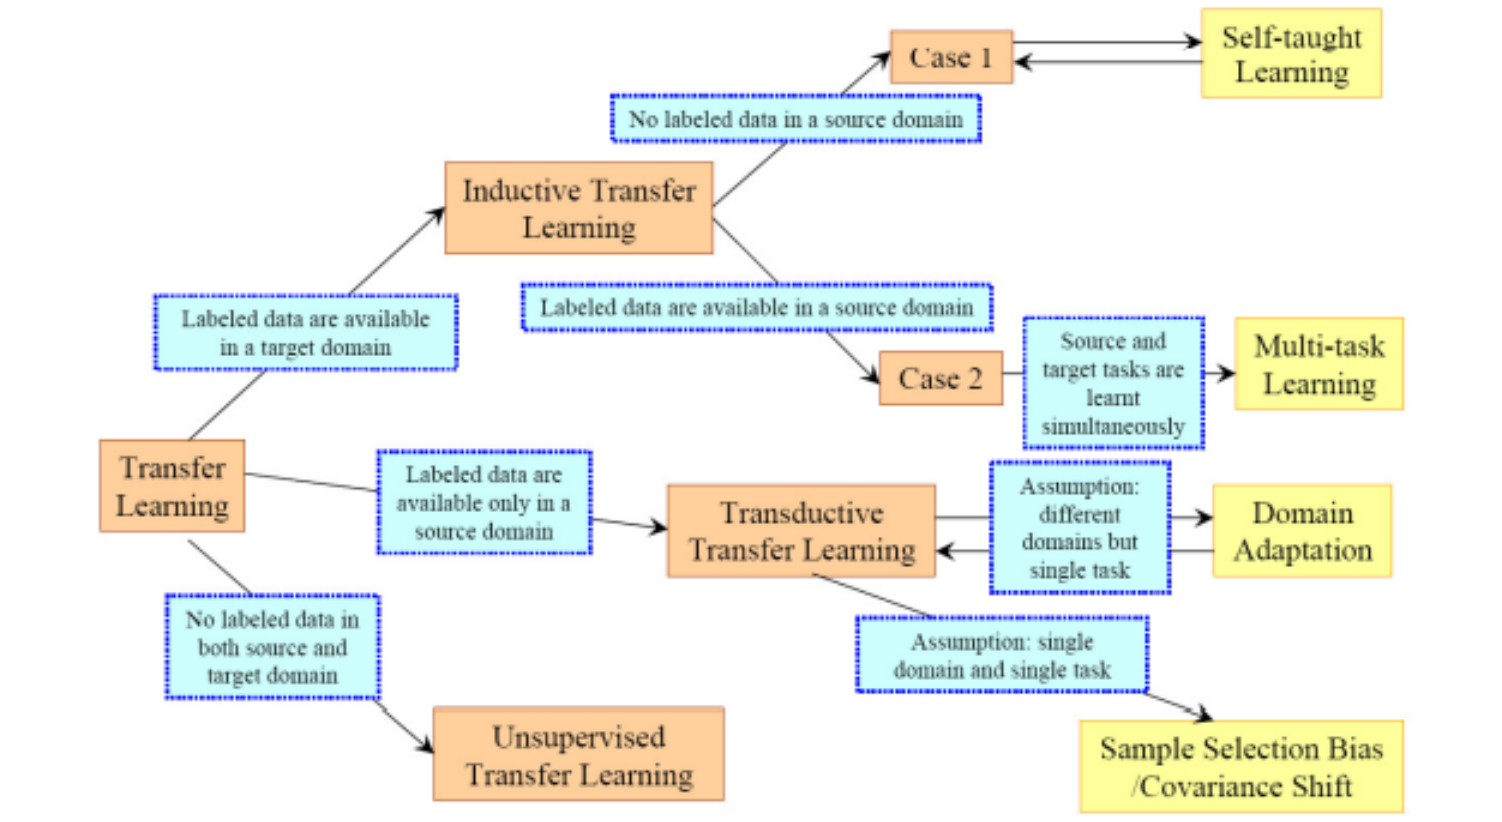 Case 1
Self-taught
Learning
No labeled data in a source domain
Inductive Transfer
Learning
Labeled data are available in a source domain
Labeled data are available
in a target domain
Case 2
Source and
target tasks are
learnt
simultaneously
Multi-task
Learning
Transfer
Learning
Labeled data are
available only in a
source domain
Transductive
Transfer Learning
Assumption:
different
domains but
single task
Domain
Adaptation
No labeled data in
both source and
target domain
Assumption: single
domain and single task
Unsupervised
Transfer Learning
Sample Selection Bias
/Covariance Shift